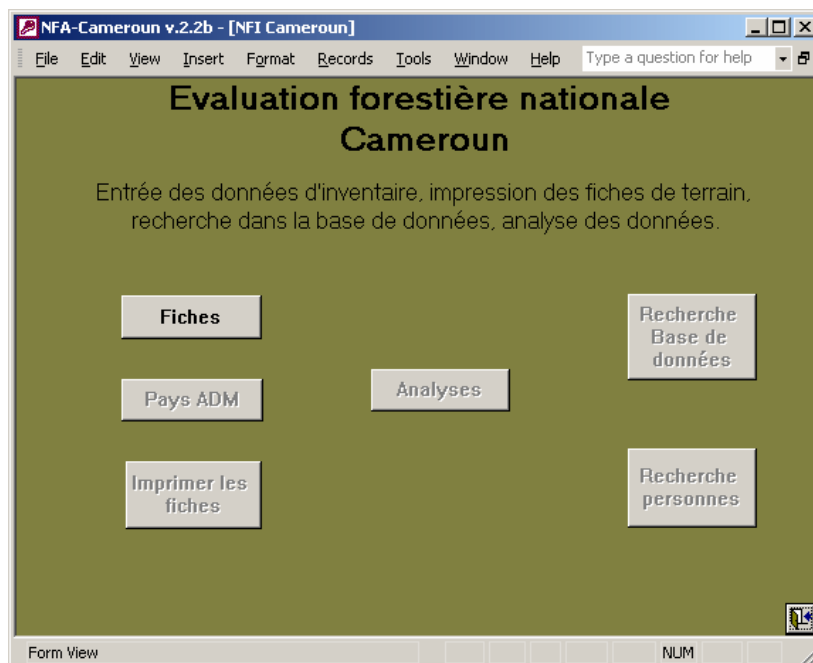 NFA-Cameroun v.2.2b - [NFI Cameroun]
File Edit View Insert Format Records Tools Window Help Type a question for help
Evaluation forestière nationale
Cameroun
Entrée des données d'inventaire, impression des fiches de terrain,
recherche dans la base de données, analyse des données.
Fiches
Recherche
Base de
données
Pays ADM
Analyses
Imprimer les
fiches
Recherche
personnes
Form View NUM